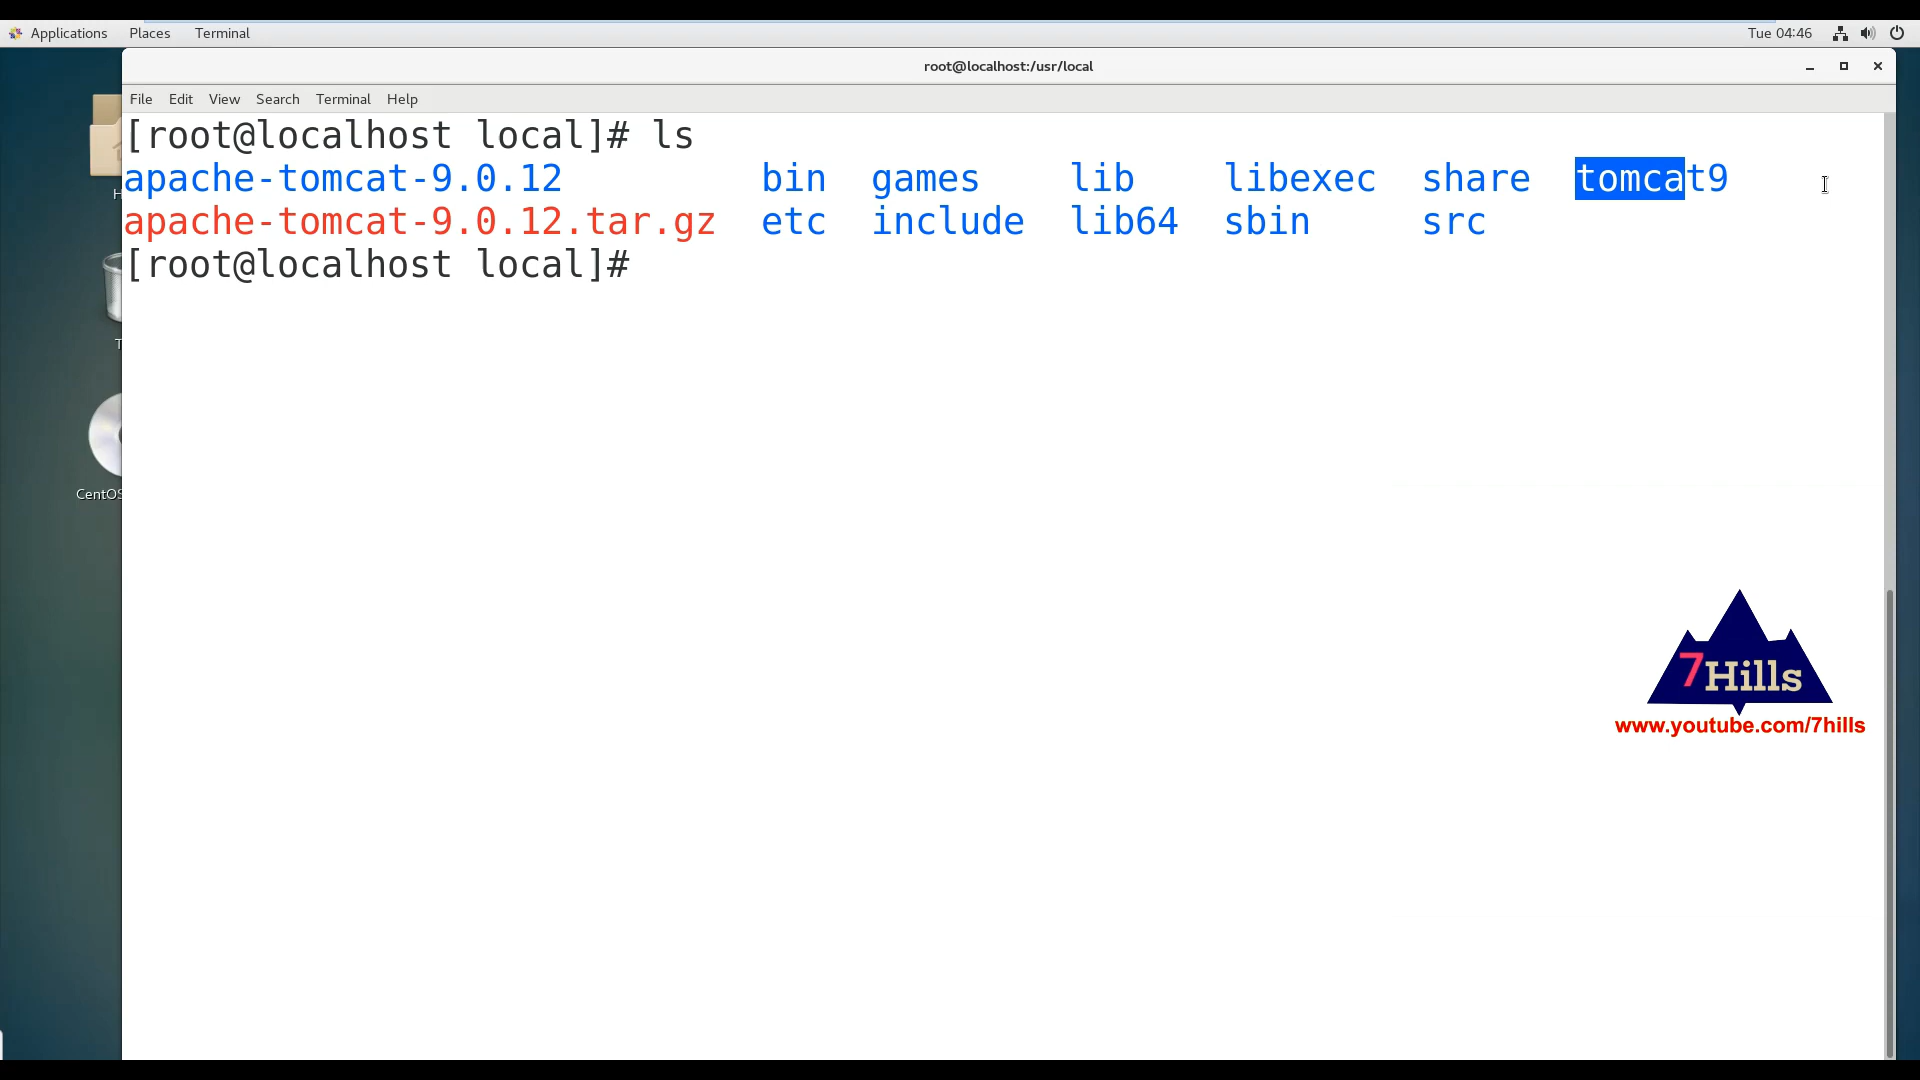 Applications Places Terminal Tue 04:46
root@localhost:/usr/local
File Edit View Search Terminal Help
[root@localhost local]# ls
apache-tomcat-9.0.12 bin games lib libexec share tomcat9
apache-tomcat-9.0.12.tar.gz etc include lib64 sbin src
[root@localhost local]#
H
T
CentOS
7Hills
www.youtube.com/7hills